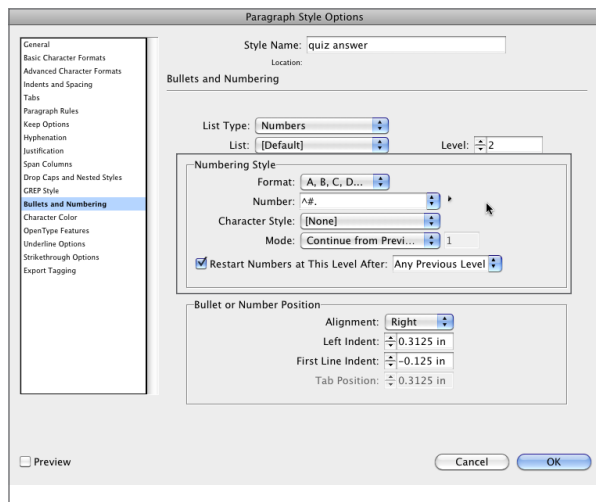 Paragraph Style Options
General
Basic Character Formats
Advanced Character Formats
Indents and Spacing
Tabs
Paragraph Rules
Keep Options
Hyphenation
Justification
Span Columns
Drop Caps and Nested Styles
GREP Style
Bullets and Numbering
Character Color
OpenType Features
Underline Options
Strikethrough Options
Export Tagging
Style Name: quiz answer
Location:
Bullets and Numbering
List Type: Numbers
List: [Default] Level: 2
Numbering Style
Format: A, B, C, D...
Number: ^#.
Character Style: [None]
Mode: Continue from Previ... 1
Restart Numbers at This Level After: Any Previous Level
Bullet or Number Position
Alignment: Right
Left Indent: 0.3125 in
First Line Indent: -0.125 in
Tab Position: 0.3125 in
Preview Cancel OK